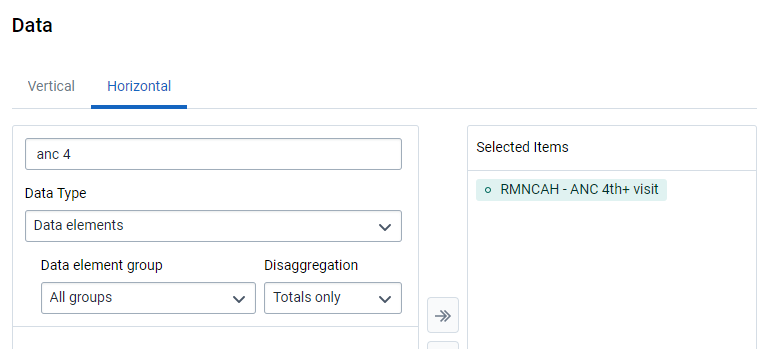 Data
Vertical
Horizontal
anc 4
Data Type
Data elements
Data element group
Disaggregation
All groups
Totals only
Selected Items
RMNCAH - ANC 4th+ visit